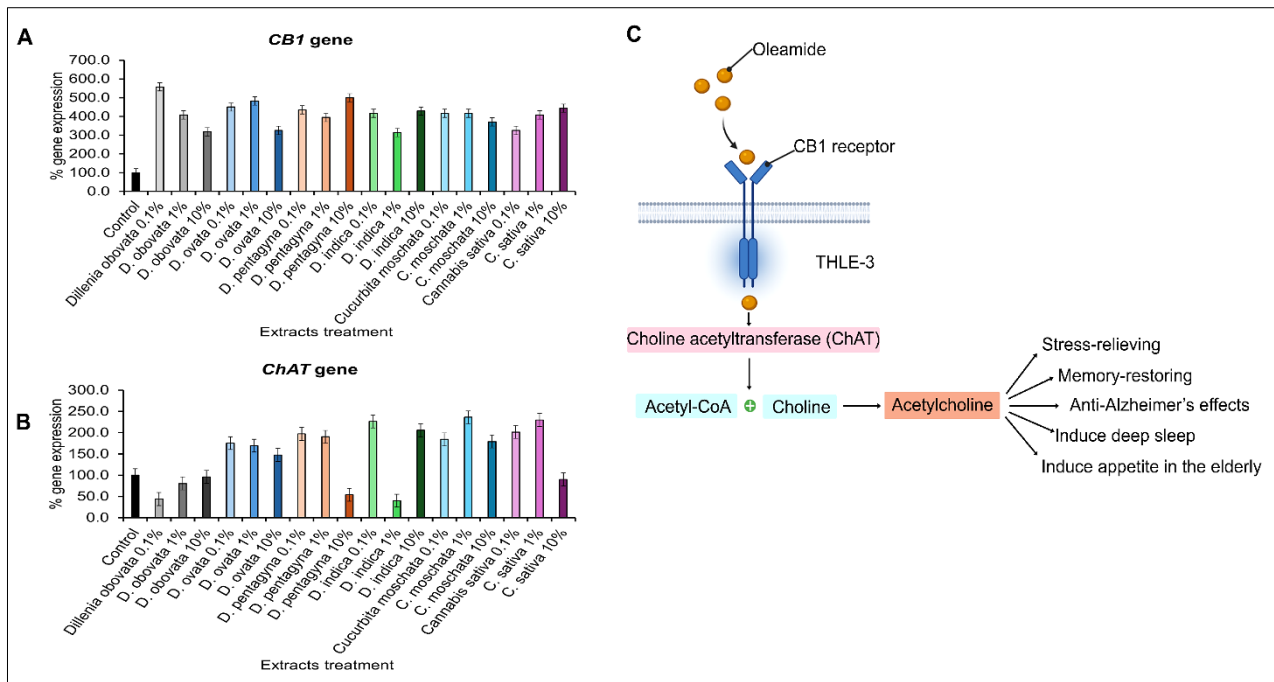 A
CB1 gene
% gene expression
700.0
600.0
500.0
400.0
300.0
200.0
100.0
0.0
Control
Dillenia obovata 0.1%
D. obovata 1%
D. obovata 10%
D. ovata 0.1%
D. ovata 1%
D. ovata 10%
D. pentagyna 0.1%
D. pentagyna 1%
D. pentagyna 10%
D. indica 0.1%
D. indica 1%
D. indica 10%
Cucurbita moschata 0.1%
C. moschata 1%
C. moschata 10%
Cannabis sativa 0.1%
C. sativa 1%
C. sativa 10%
Extracts treatment
B
ChAT gene
% gene expression
300.0
250.0
200.0
150.0
100.0
50.0
0.0
Control
Dillenia obovata 0.1%
D. obovata 1%
D. obovata 10%
D. ovata 0.1%
D. ovata 1%
D. ovata 10%
D. pentagyna 0.1%
D. pentagyna 1%
D. pentagyna 10%
D. indica 0.1%
D. indica 1%
D. indica 10%
Cucurbita moschata 0.1%
C. moschata 1%
C. moschata 10%
Cannabis sativa 0.1%
C. sativa 1%
C. sativa 10%
Extracts treatment
C
Oleamide
CB1 receptor
THLE-3
Choline acetyltransferase (ChAT)
Acetyl-CoA + Choline
Acetylcholine
Stress-relieving
Memory-restoring
Anti-Alzheimer's effects
Induce deep sleep
Induce appetite in the elderly